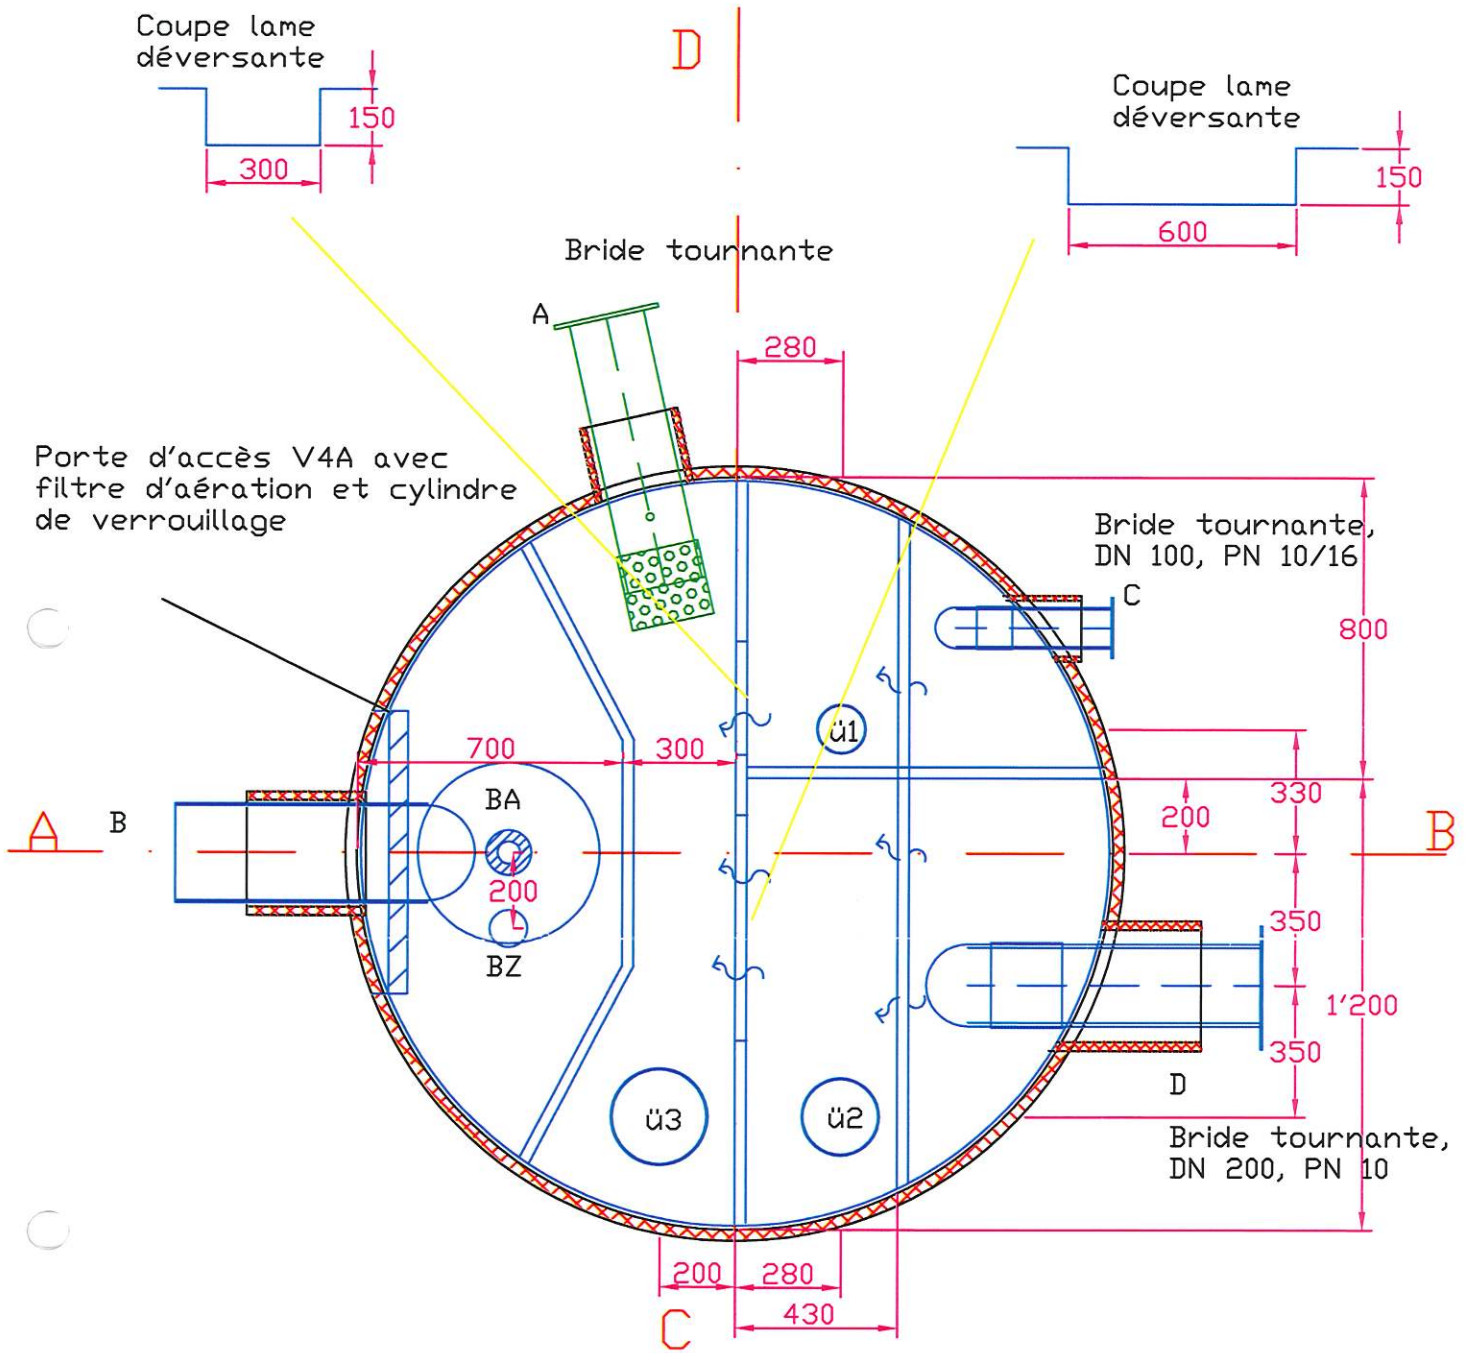 Coupe lame
déversante
150
300
D
Coupe lame
déversante
150
600
Bride tournante
A
280
Porte d'accès V4A avec
filtre d'aération et cylindre
de verrouillage
Bride tournante,
DN 100, PN 10/16
C
800
ü1
700
300
330
200
BA
A
B
B
200
350
BZ
1'200
350
D
ü3
ü2
Bride tournante,
DN 200, PN 10
200
280
430
C